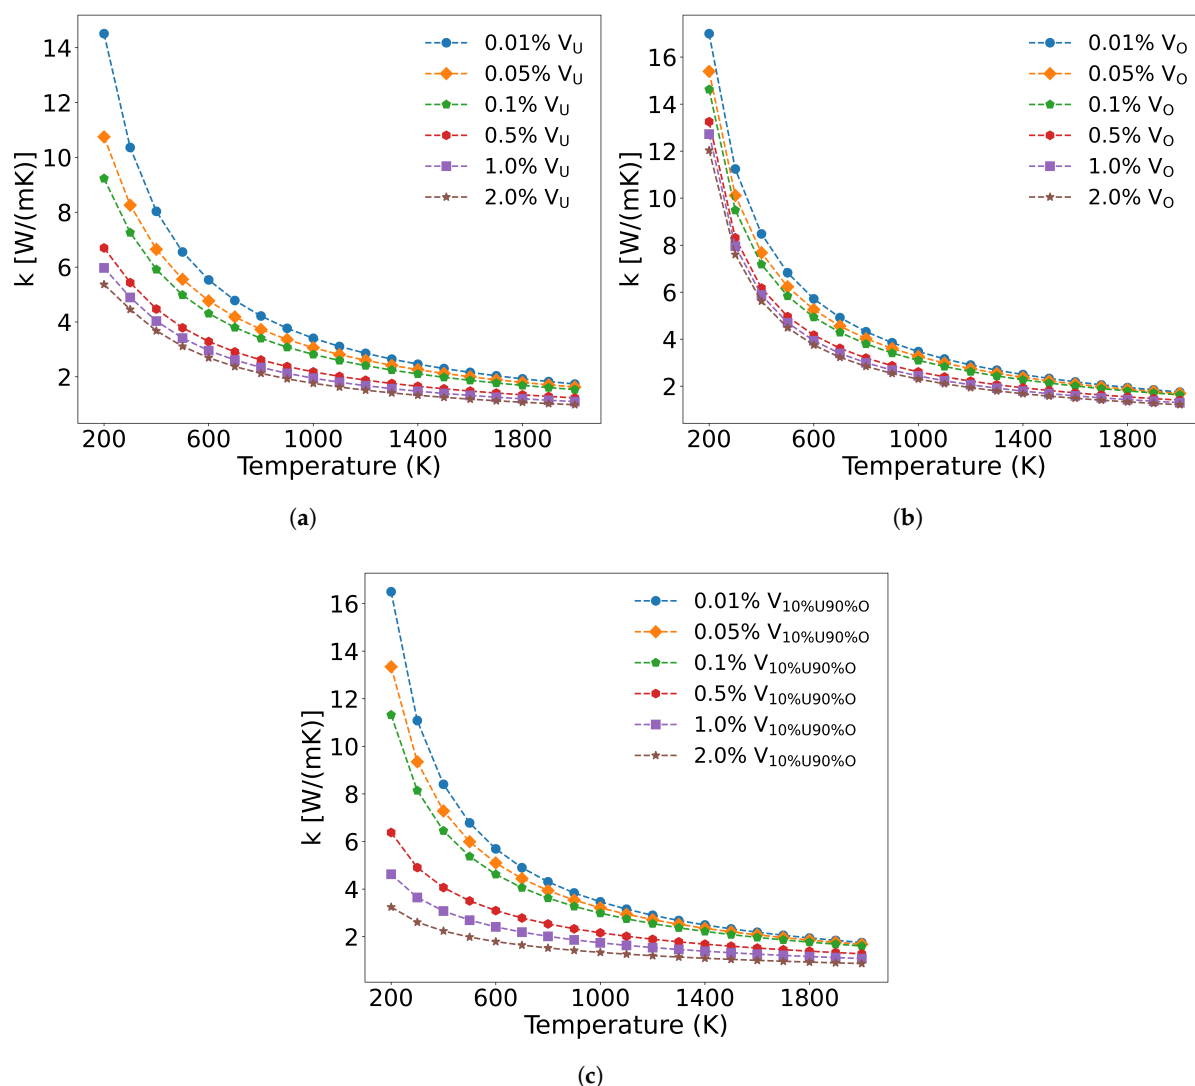 14
12
10
8
6
4
2
k [W/(mK)]
200 600 1000 1400 1800
Temperature (K)
0.01% V_U
0.05% V_U
0.1% V_U
0.5% V_U
1.0% V_U
2.0% V_U
(a)
16
14
12
10
8
6
4
2
k [W/(mK)]
200 600 1000 1400 1800
Temperature (K)
0.01% V_O
0.05% V_O
0.1% V_O
0.5% V_O
1.0% V_O
2.0% V_O
(b)
16
14
12
10
8
6
4
2
k [W/(mK)]
200 600 1000 1400 1800
Temperature (K)
0.01% V_10%U90%O
0.05% V_10%U90%O
0.1% V_10%U90%O
0.5% V_10%U90%O
1.0% V_10%U90%O
2.0% V_10%U90%O
(c)